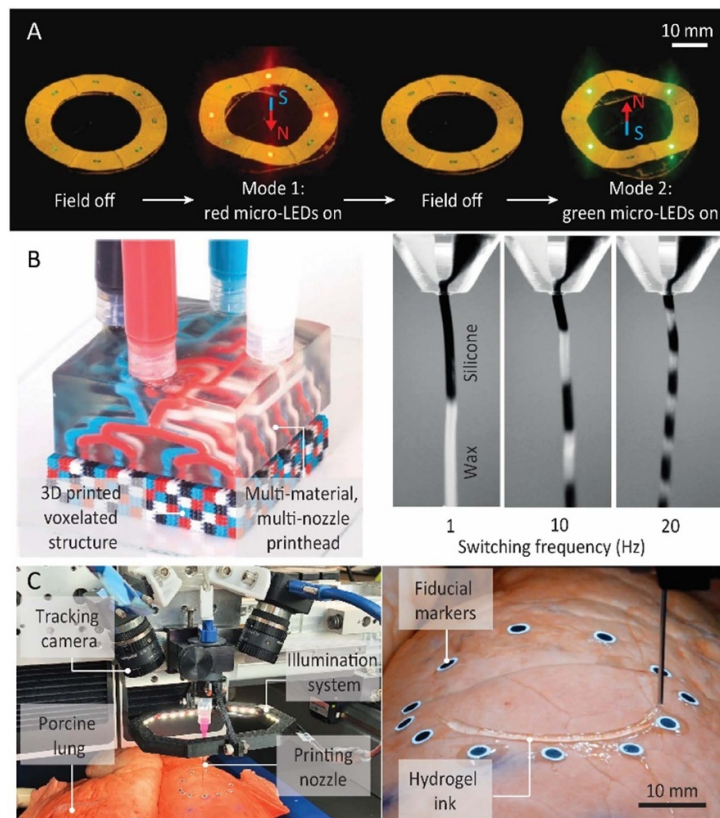 A
10 mm
S
N
N
S
Field off
Mode 1:
red micro-LEDs on
Field off
Mode 2:
green micro-LEDs on
B
3D printed
voxelated
structure
Multi-material,
multi-nozzle
printhead
Silicone
Wax
1
10
20
Switching frequency (Hz)
C
Tracking
camera
Illumination
system
Porcine
lung
Printing
nozzle
Fiducial
markers
Hydrogel
ink
10 mm